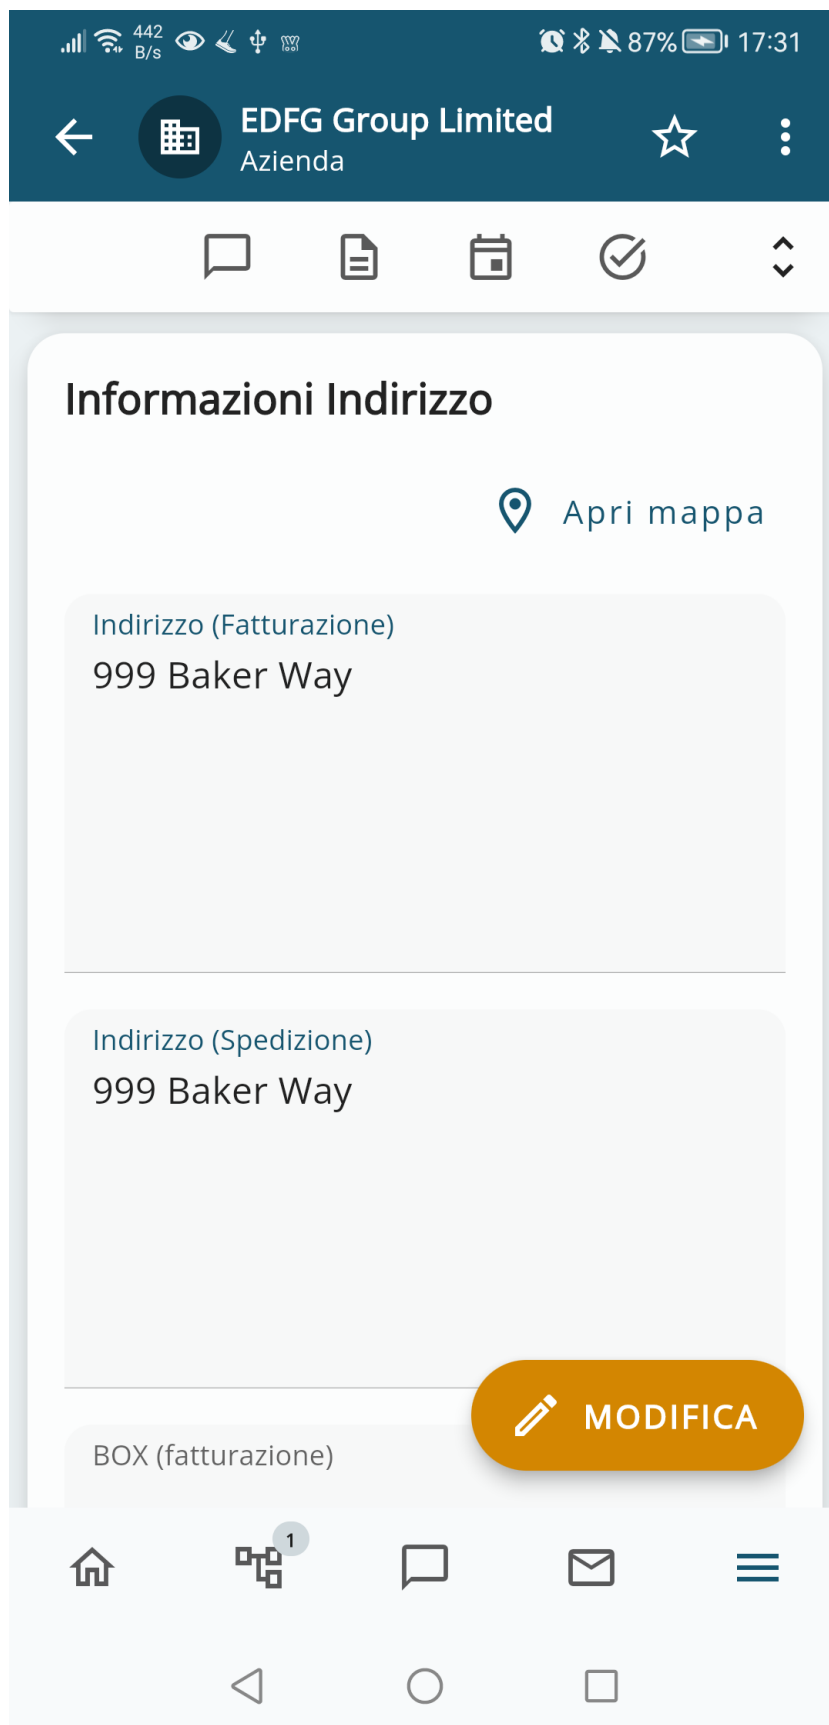 442
B/s
87%
17:31
EDFG Group Limited
Azienda
Informazioni Indirizzo
Apri mappa
Indirizzo (Fatturazione)
999 Baker Way
Indirizzo (Spedizione)
999 Baker Way
MODIFICA
BOX (fatturazione)
1